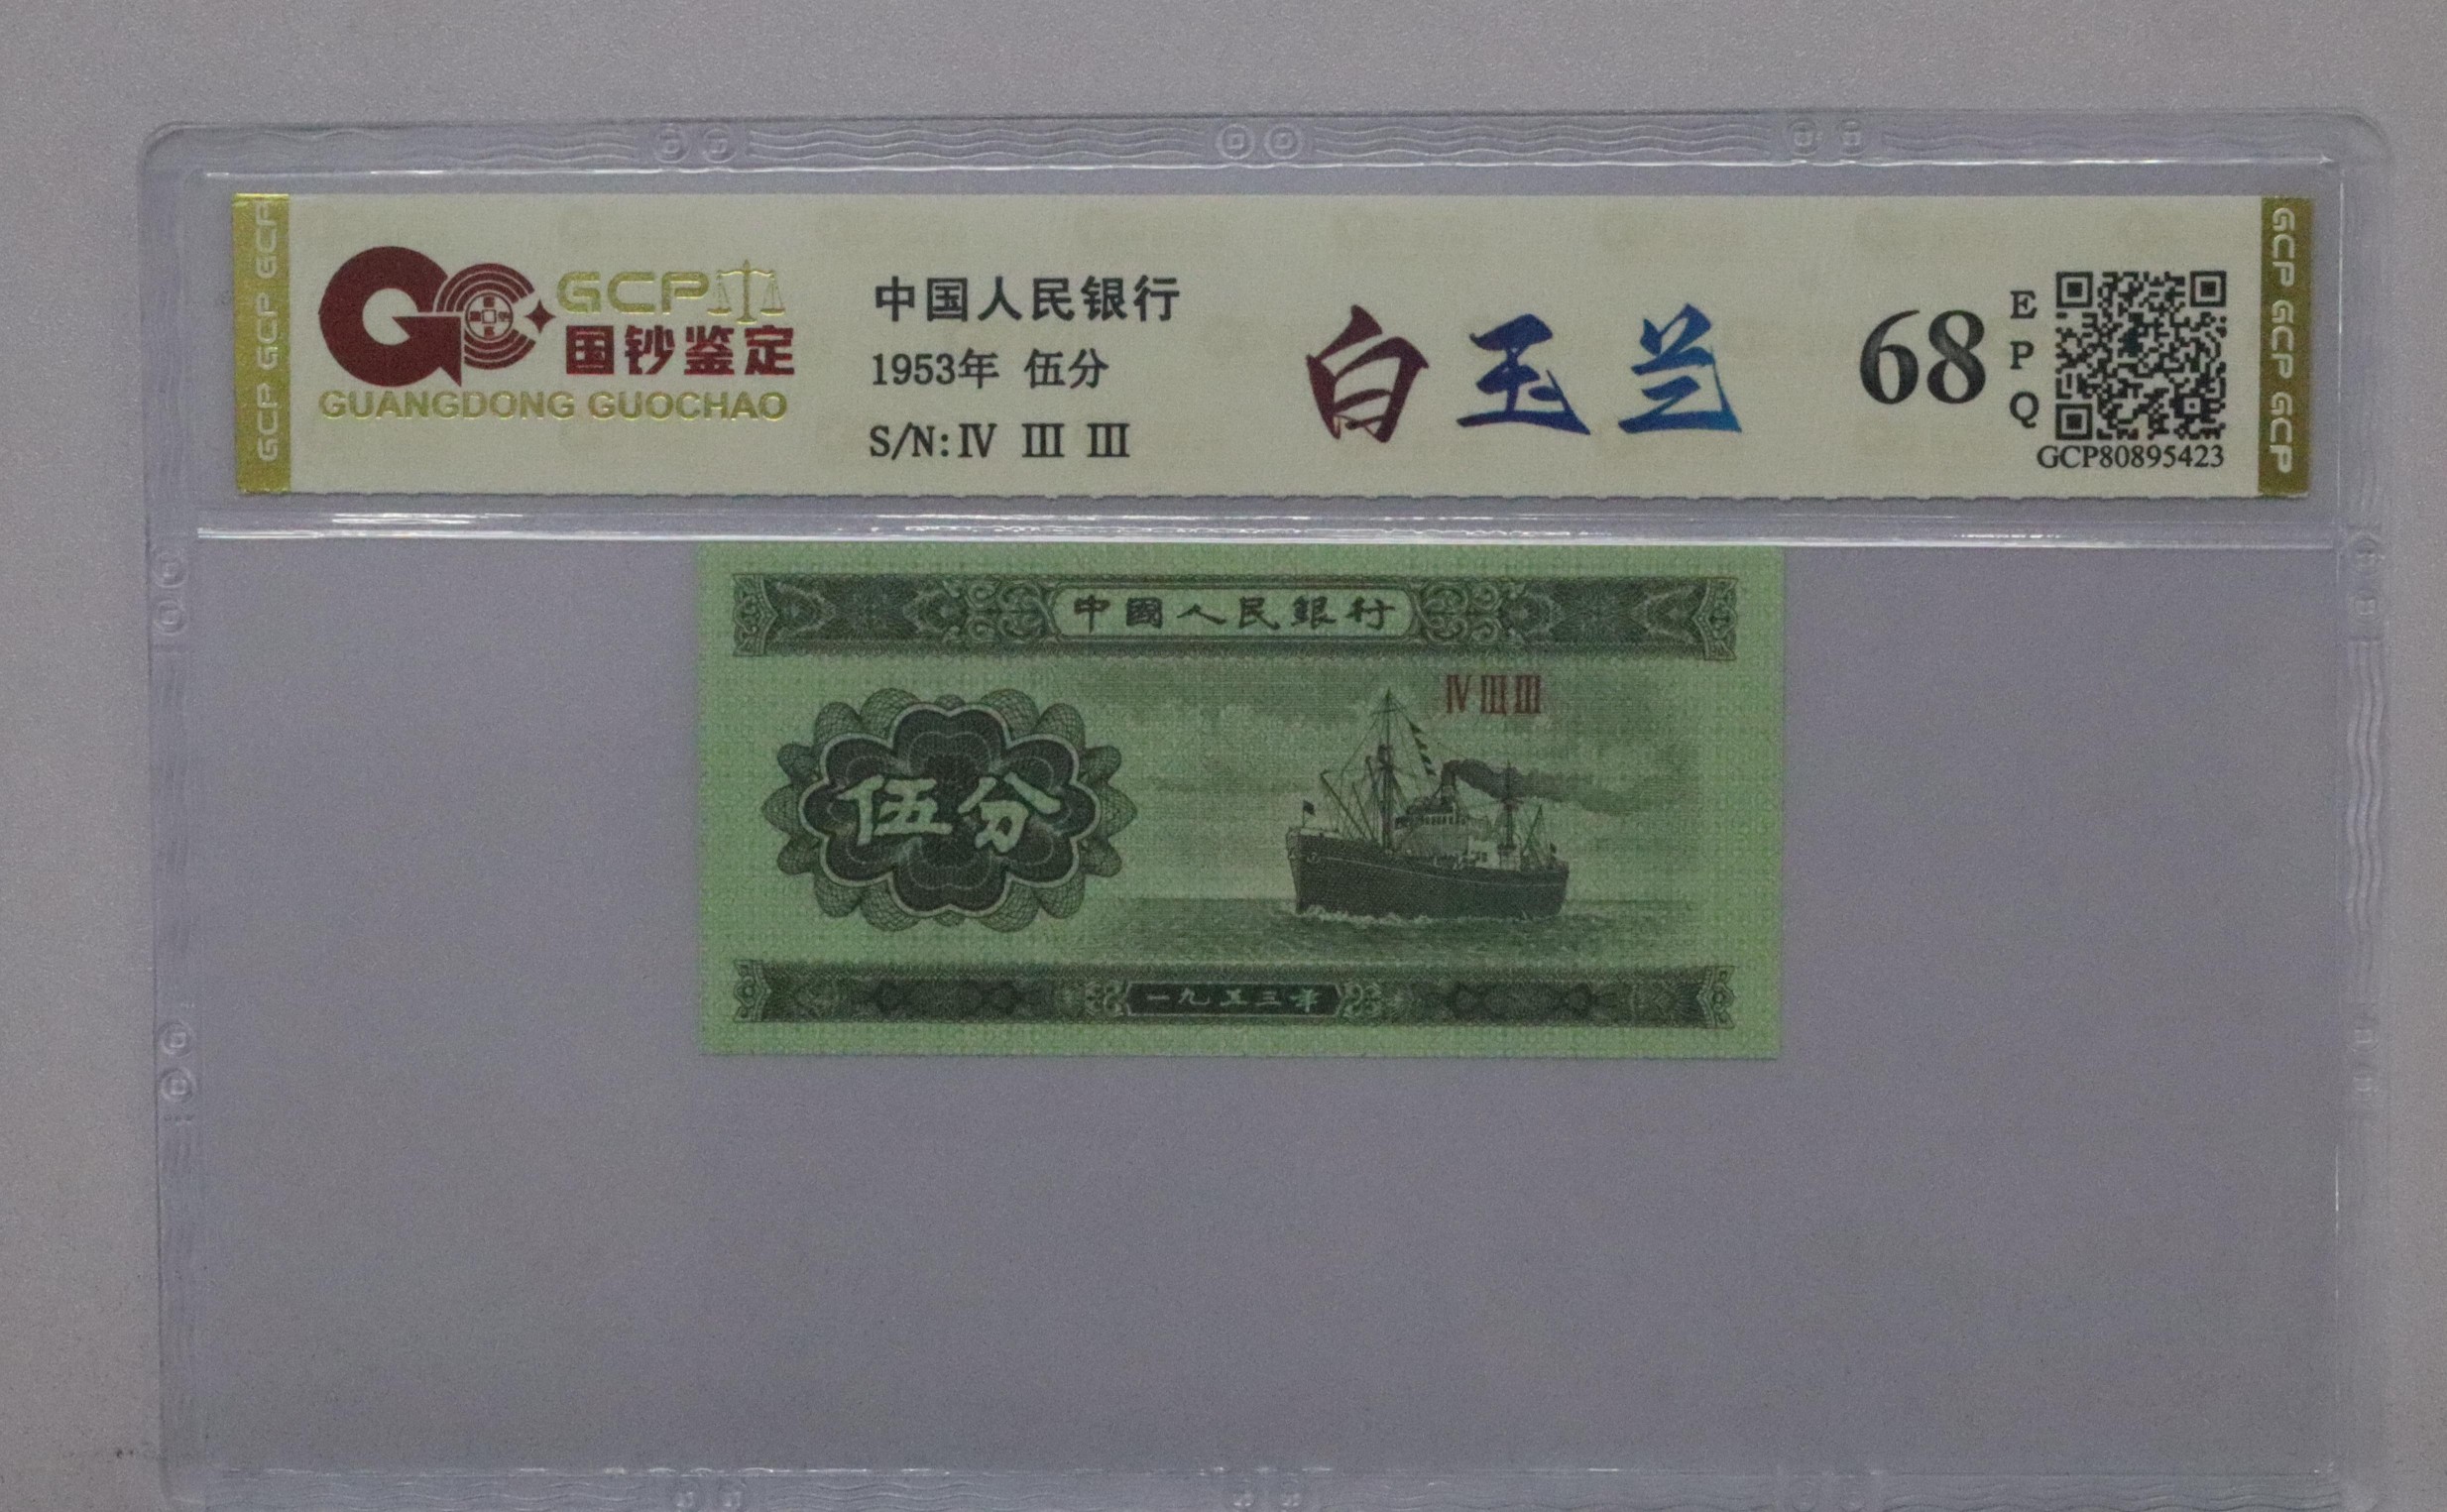 GCP GCP GCP
GCP
国钞鉴定
GUANGDONG GUOCHAO
中国人民银行
1953年 伍分
S/N: Ⅳ Ⅲ Ⅲ
白玉兰
68
EPQ
GCP80895423
GCP GCP GCP
中國人民銀行
Ⅳ Ⅲ Ⅲ
伍分
一九五三年